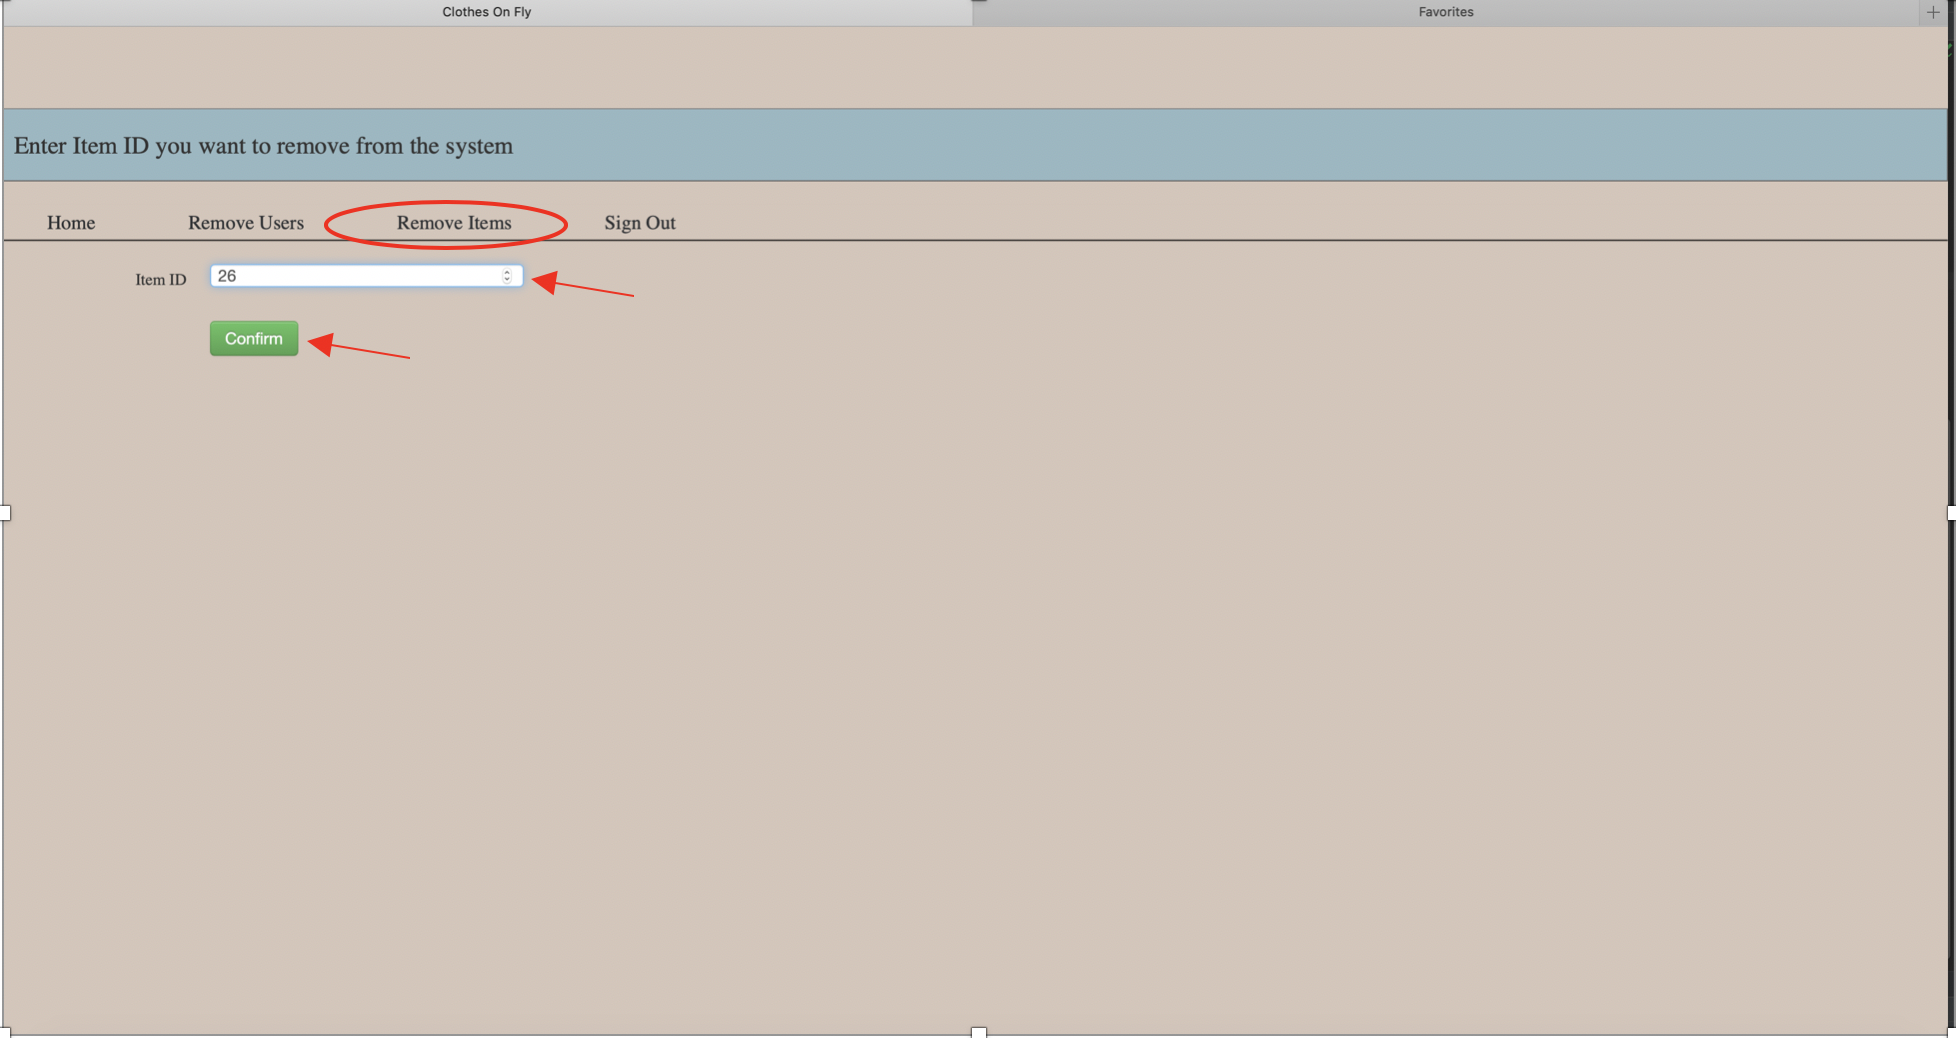 Clothes On Fly Favorites +
Enter Item ID you want to remove from the system
Home Remove Users Remove Items Sign Out
Item ID 26
Confirm